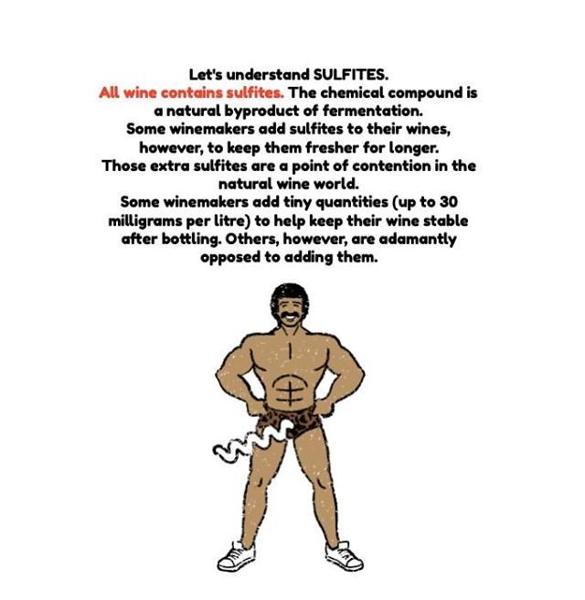 Let's understand SULFITES.
All wine contains sulfites. The chemical compound is
a natural byproduct of fermentation.
Some winemakers add sulfites to their wines,
however, to keep them fresher for longer.
Those extra sulfites are a point of contention in the
natural wine world.
Some winemakers add tiny quantities (up to 30
milligrams per litre) to help keep their wine stable
after bottling. Others, however, are adamantly
opposed to adding them.